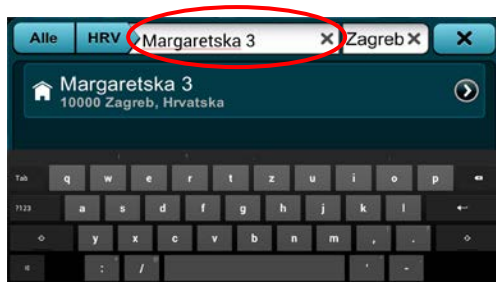 Alle HRV Margaretska 3 × Zagreb × ×
Margaretska 3
10000 Zagreb, Hrvatska
Tab q w e r t z u i o p
?123 a s d f g h j k l
y x c v b n m , .
: / ' -